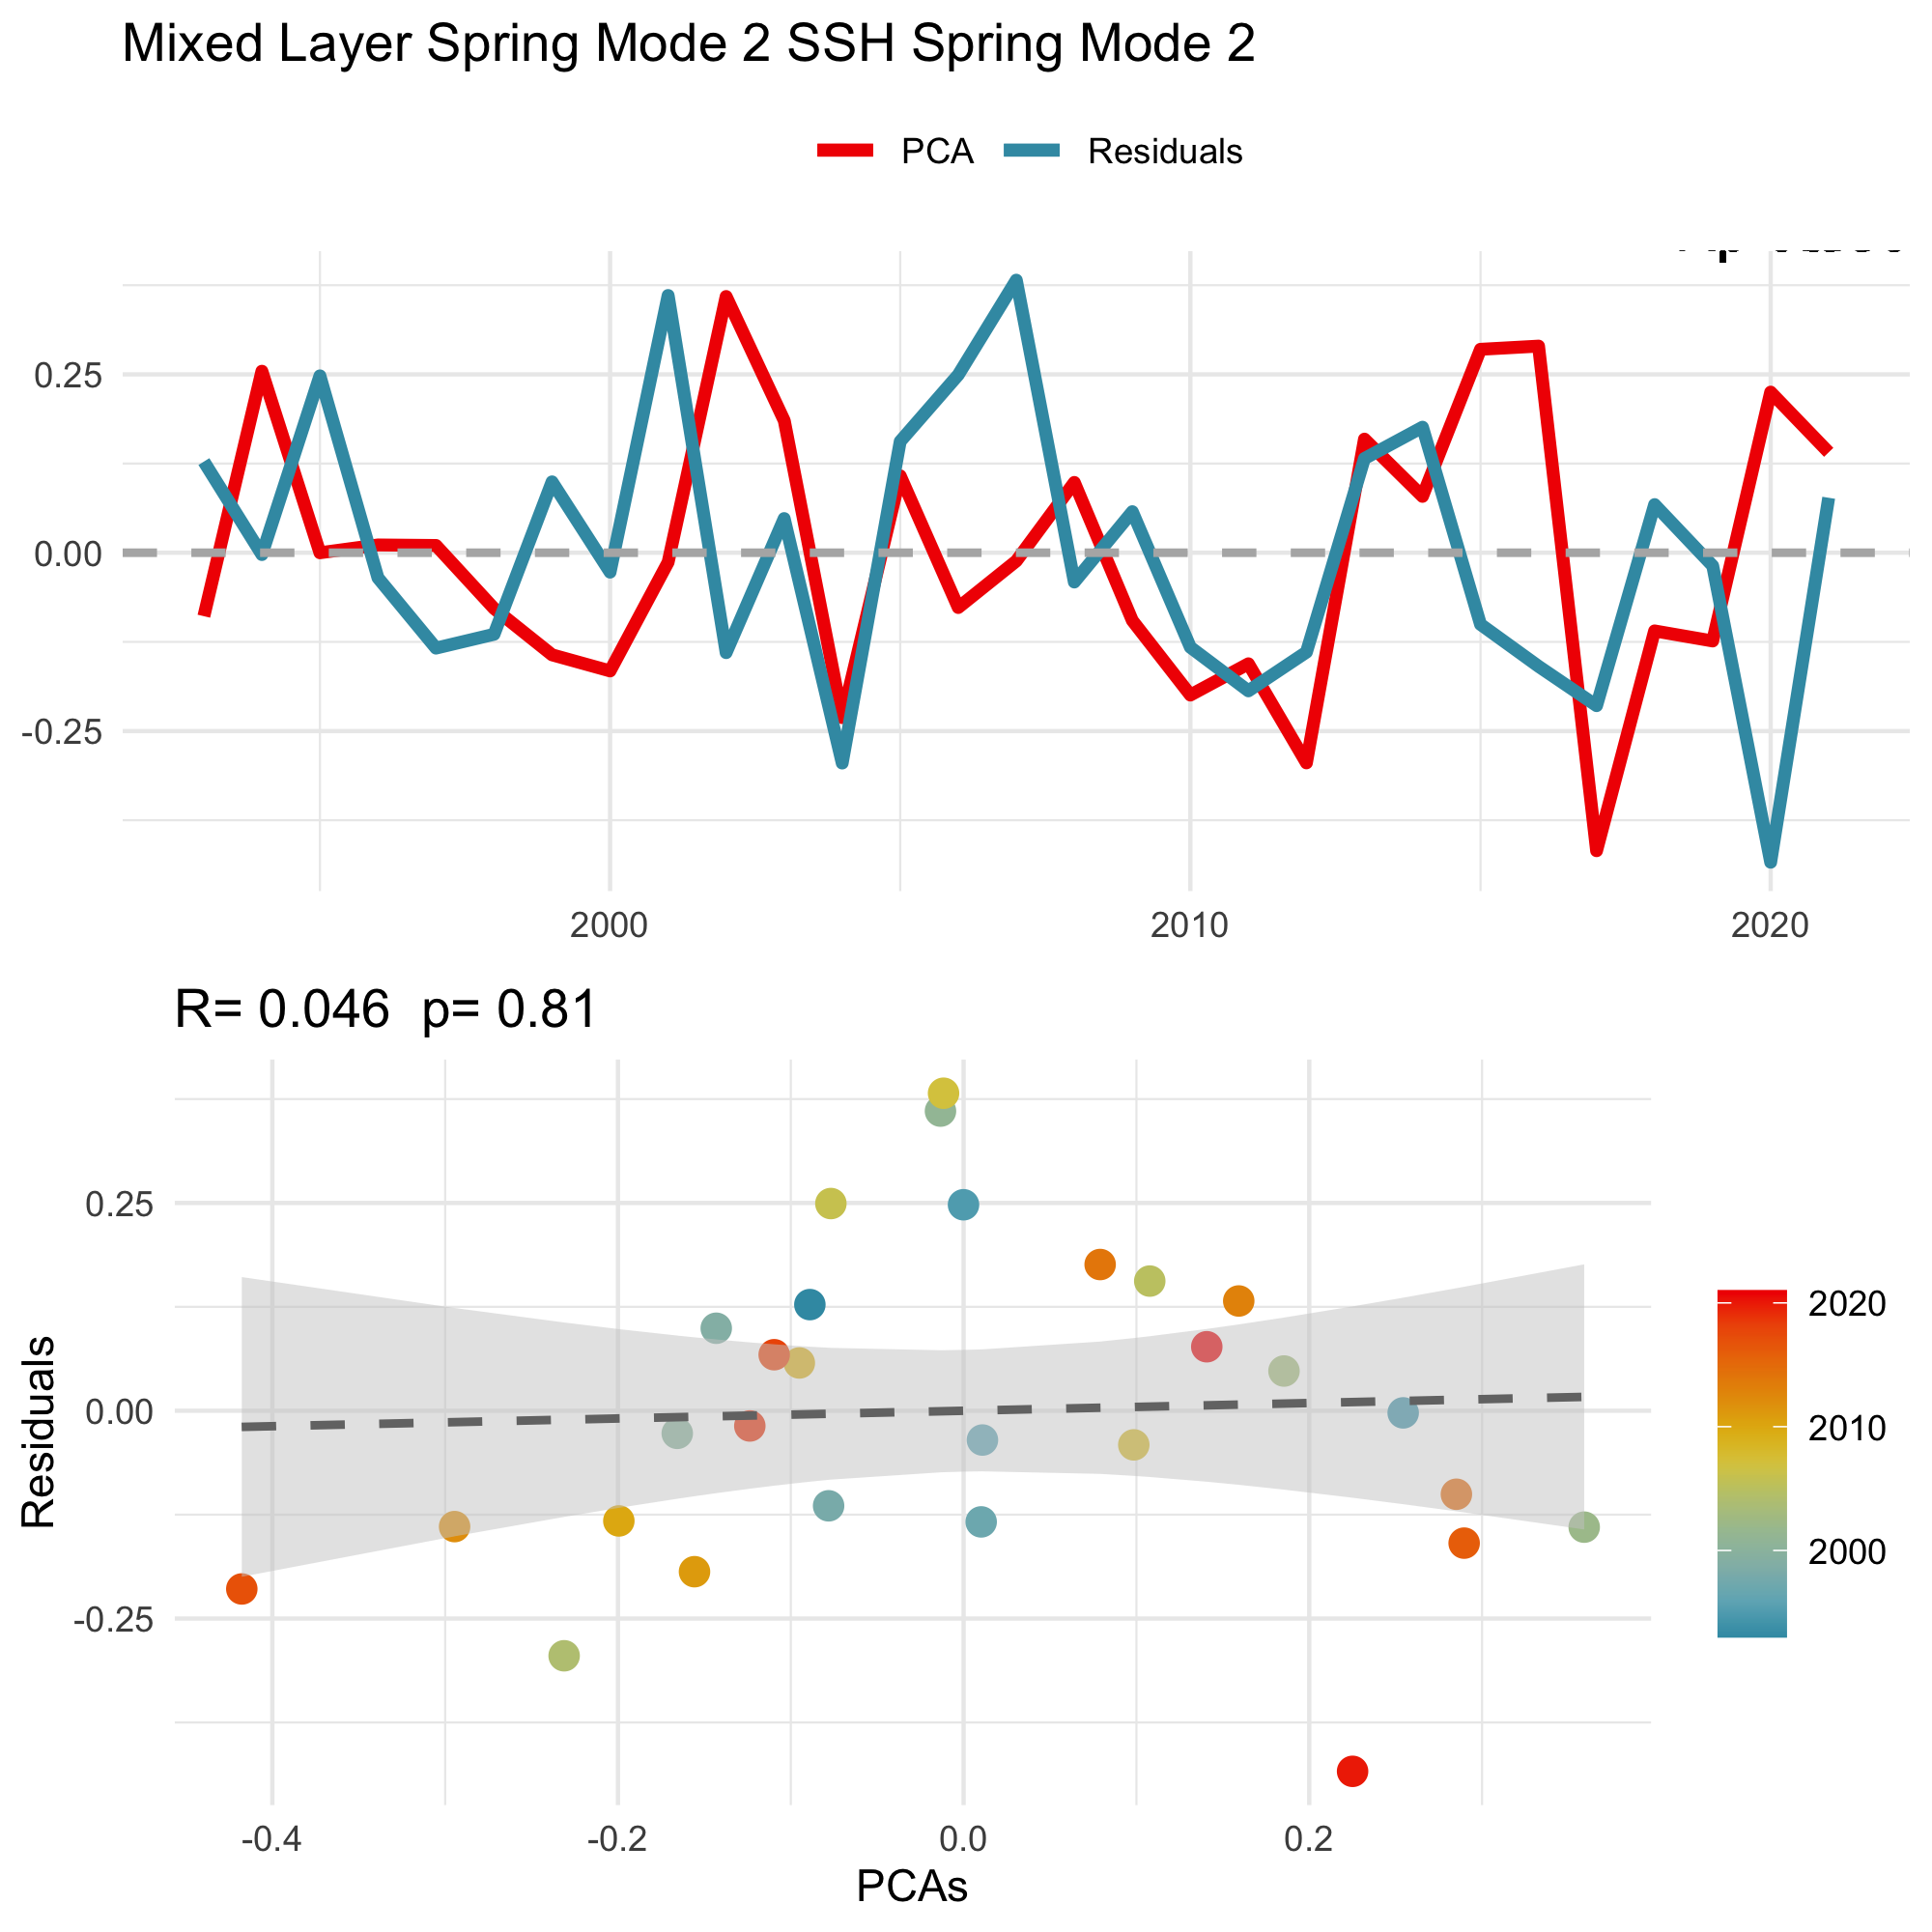 Mixed Layer Spring Mode 2 SSH Spring Mode 2
PCA Residuals
0.25
0.00
-0.25
2000 2010 2020
R= 0.046 p= 0.81
Residuals
0.25
0.00
-0.25
-0.4 -0.2 0.0 0.2
PCAs
2020
2010
2000